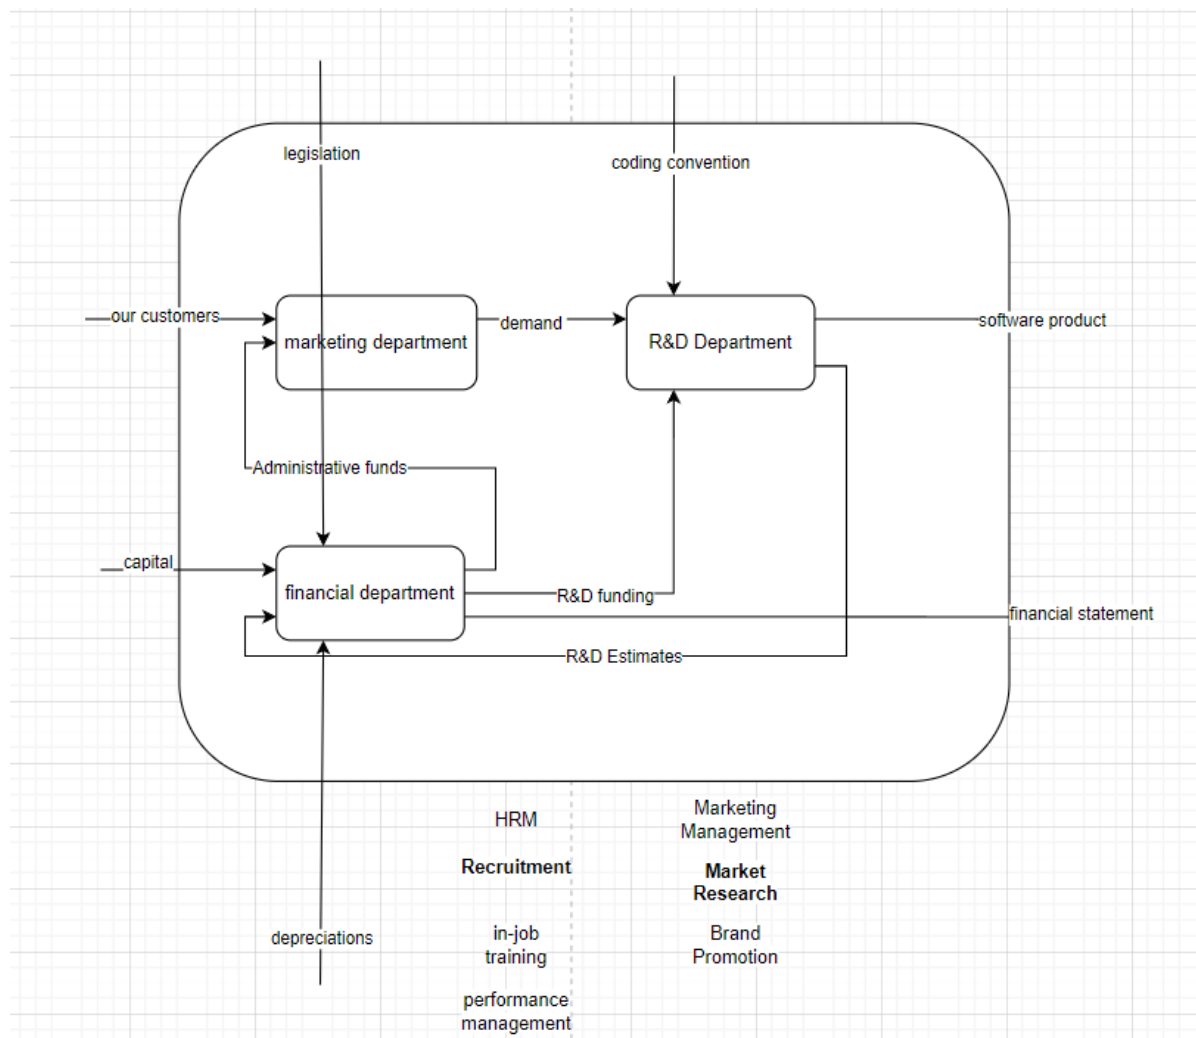 legislation
coding convention
our customers
demand
software product
marketing department
R&D Department
Administrative funds
capital
financial department
R&D funding
financial statement
R&D Estimates
HRM
Recruitment
in-job
training
performance
management
Marketing
Management
Market
Research
Brand
Promotion
depreciations